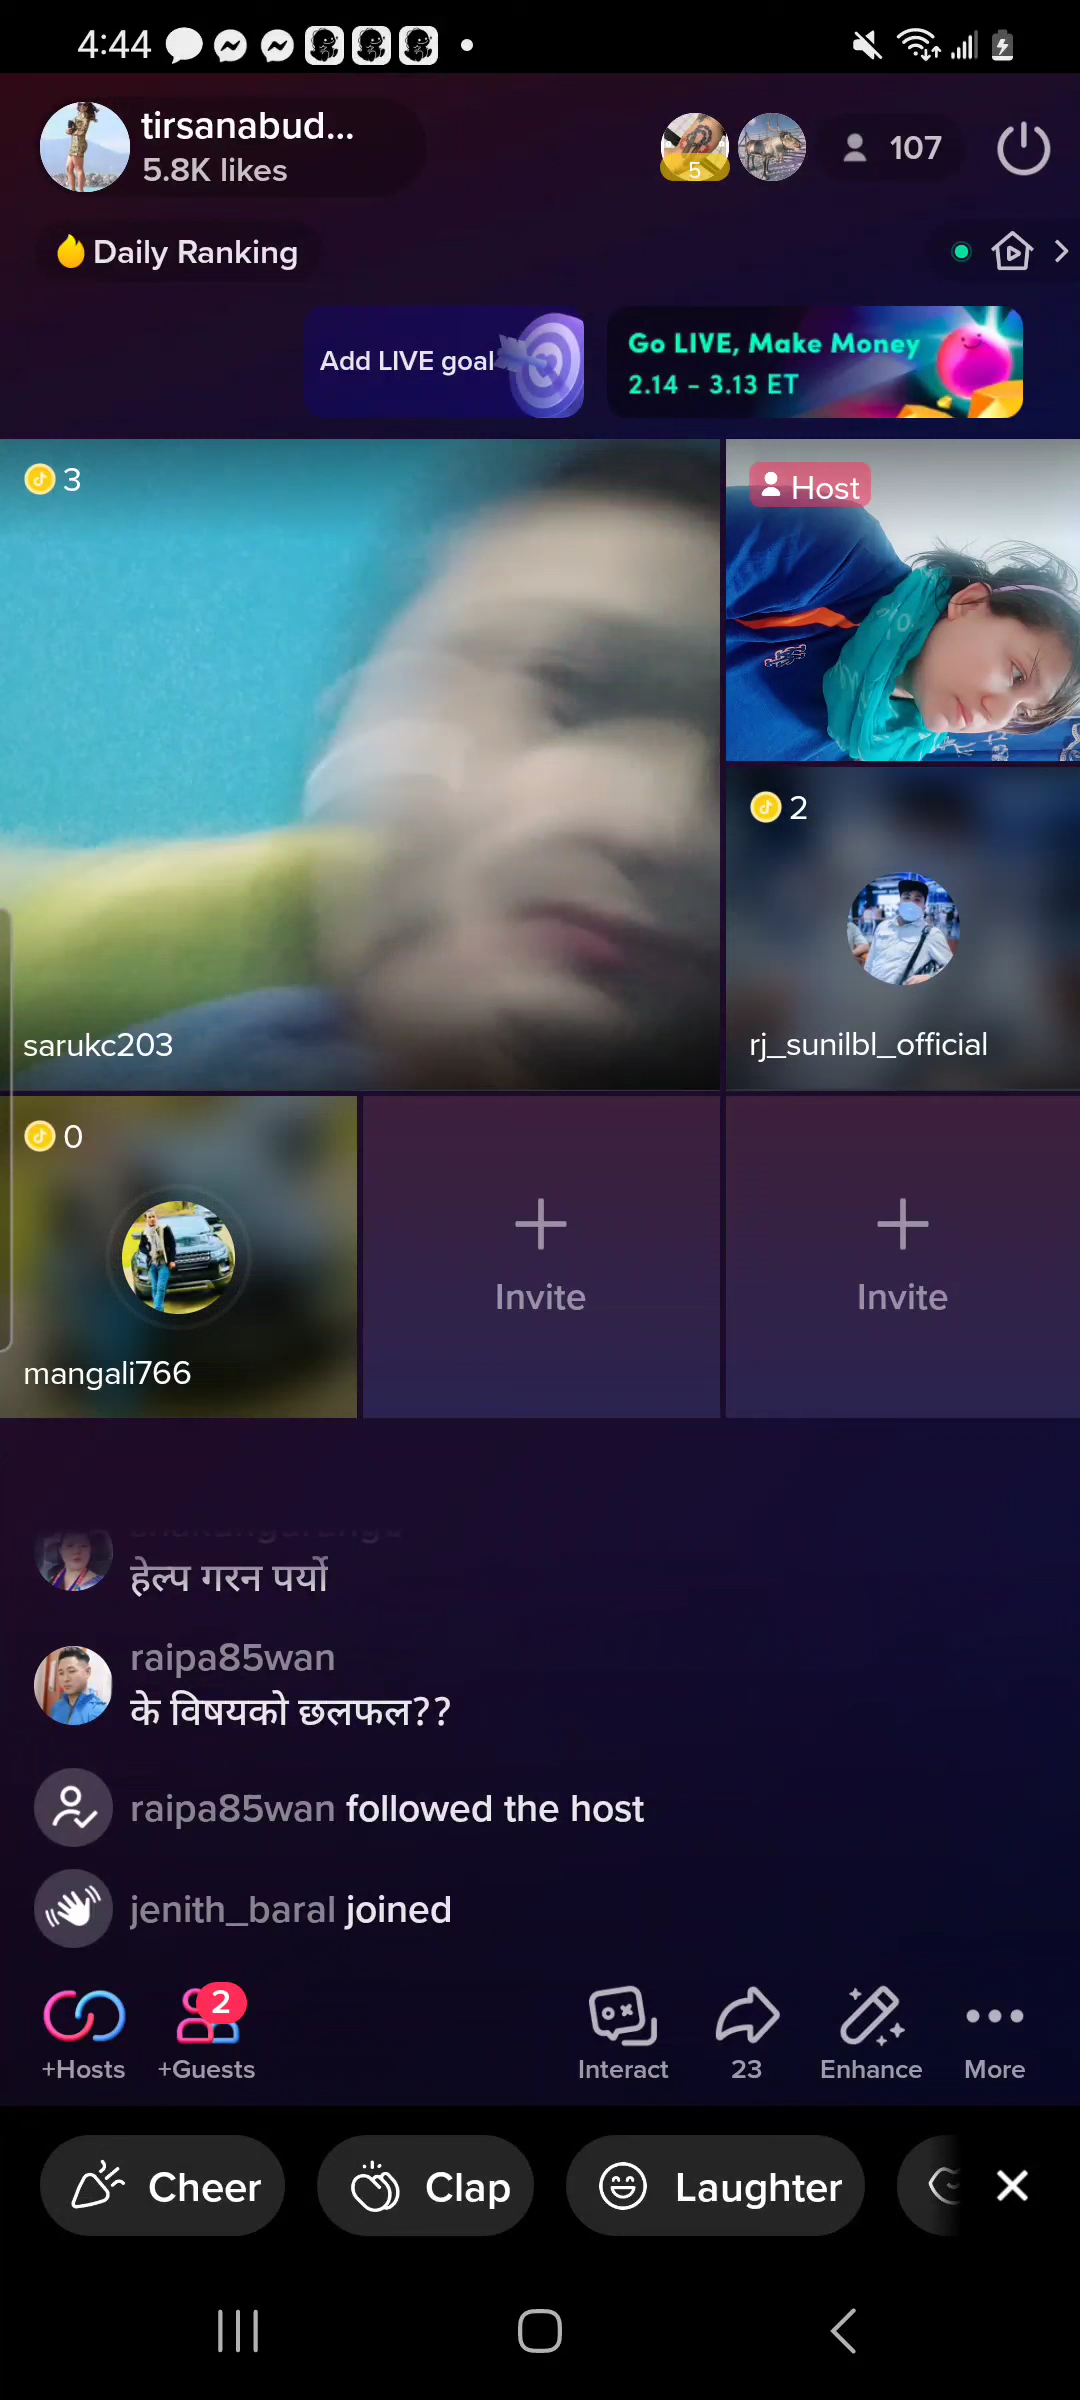 4:44
tirsanabud...
5.8K likes
5
107
Daily Ranking
Add LIVE goal
Go LIVE, Make Money
2.14 - 3.13 ET
3
Host
2
sarukc203
rj_sunilbl_official
0
Invite
Invite
mangali766
हेल्प गरन पर्यो
raipa85wan
के विषयको छलफल??
raipa85wan followed the host
jenith_baral joined
2
+Hosts
+Guests
Interact
23
Enhance
More
Cheer
Clap
Laughter